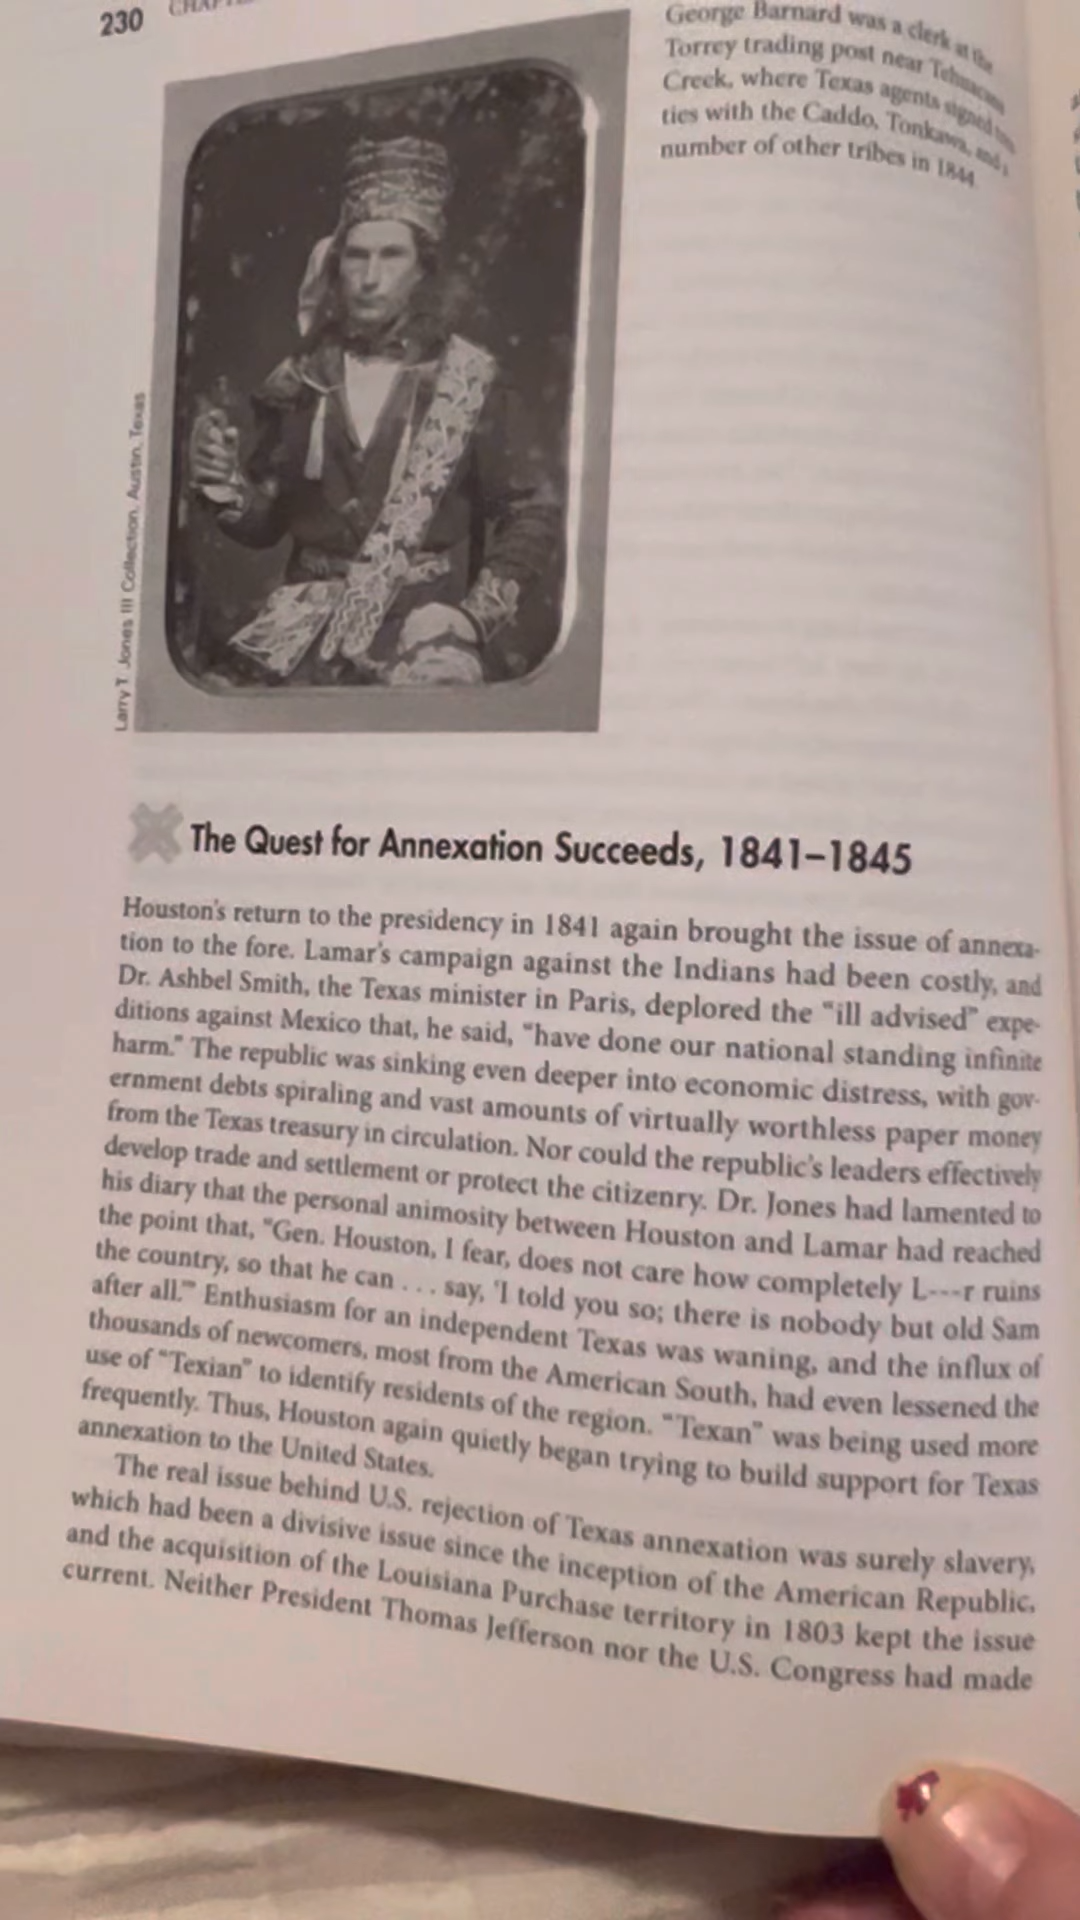 230
George Barnard was a clerk at the
Torrey trading post near Tehuacana
Creek, where Texas agents signed
ties with the Caddo, Tonkawa, and a
number of other tribes in 1844.
Larry T. Jones III Collection, Austin, Texas
The Quest for Annexation Succeeds, 1841–1845
Houston's return to the presidency in 1841 again brought the issue of annexa-
tion to the fore. Lamar's campaign against the Indians had been costly, and
Dr. Ashbel Smith, the Texas minister in Paris, deplored the "ill advised" expe-
ditions against Mexico that, he said, "have done our national standing infinite
harm." The republic was sinking even deeper into economic distress, with gov-
ernment debts spiraling and vast amounts of virtually worthless paper money
from the Texas treasury in circulation. Nor could the republic's leaders effectively
develop trade and settlement or protect the citizenry. Dr. Jones had lamented to
his diary that the personal animosity between Houston and Lamar had reached
the point that, "Gen. Houston, I fear, does not care how completely L---r ruins
the country, so that he can . . . say, 'I told you so; there is nobody but old Sam
after all.'" Enthusiasm for an independent Texas was waning, and the influx of
thousands of newcomers, most from the American South, had even lessened the
use of "Texian" to identify residents of the region. "Texan" was being used more
frequently. Thus, Houston again quietly began trying to build support for Texas
annexation to the United States.
The real issue behind U.S. rejection of Texas annexation was surely slavery,
which had been a divisive issue since the inception of the American Republic,
and the acquisition of the Louisiana Purchase territory in 1803 kept the issue
current. Neither President Thomas Jefferson nor the U.S. Congress had made